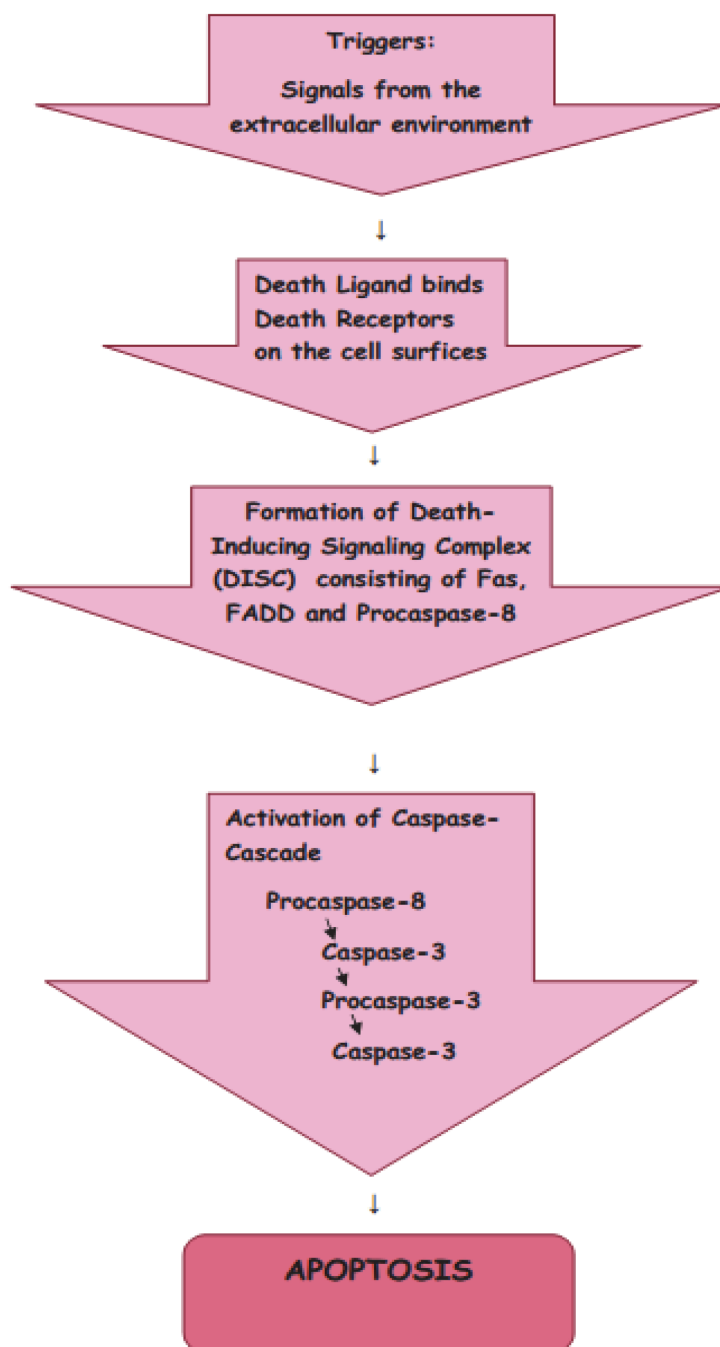 Triggers:
Signals from the
extracellular environment
↓
Death Ligand binds
Death Receptors
on the cell surfices
↓
Formation of Death-
Inducing Signaling Complex
(DISC) consisting of Fas,
FADD and Procaspase-8
↓
Activation of Caspase-
Cascade
Procaspase-8
Caspase-3
Procaspase-3
Caspase-3
↓
APOPTOSIS